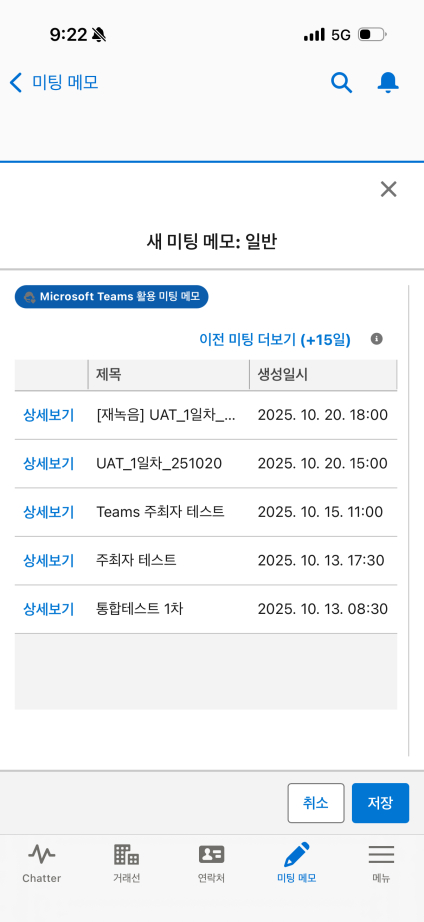 9:22
5G
미팅 메모
새 미팅 메모: 일반
Microsoft Teams 활용 미팅 메모
이전 미팅 더보기 (+15일)
제목 생성일시
상세보기 [재녹음] UAT_1일차_... 2025. 10. 20. 18:00
상세보기 UAT_1일차_251020 2025. 10. 20. 15:00
상세보기 Teams 주최자 테스트 2025. 10. 15. 11:00
상세보기 주최자 테스트 2025. 10. 13. 17:30
상세보기 통합테스트 1차 2025. 10. 13. 08:30
취소 저장
Chatter 거래선 연락처 미팅 메모 메뉴